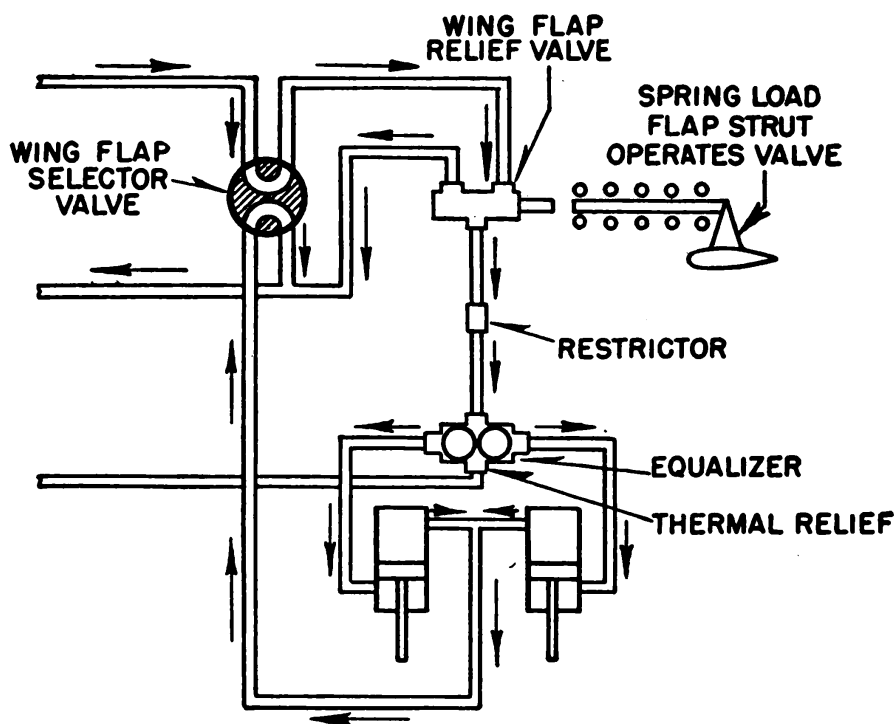 WING FLAP
RELIEF VALVE
SPRING LOAD
FLAP STRUT
OPERATES VALVE
WING FLAP
SELECTOR
VALVE
RESTRICTOR
EQUALIZER
THERMAL RELIEF